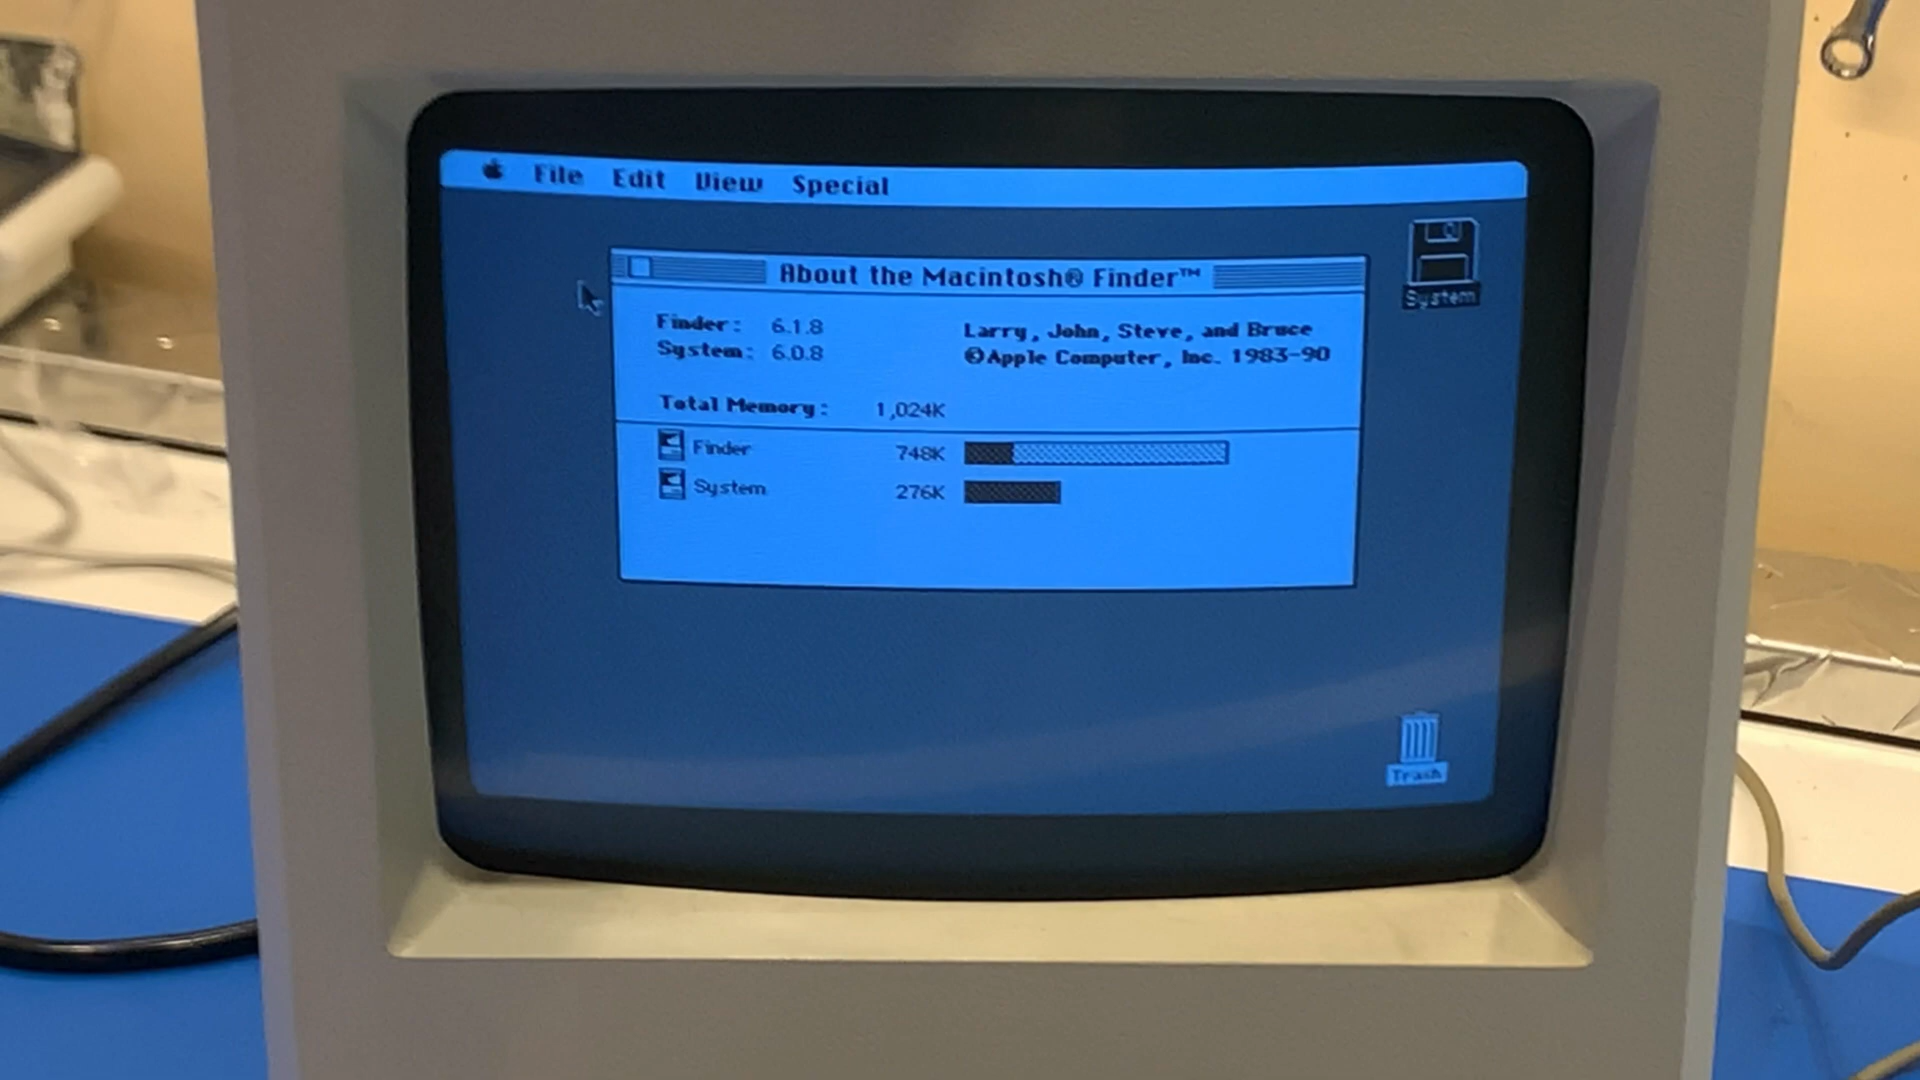 File Edit View Special
System
About the Macintosh® Finder™
Finder: 6.1.8
Larry, John, Steve, and Bruce
System: 6.0.8
©Apple Computer, Inc. 1983-90
Total Memory: 1,024K
Finder 748K
System 276K
Trash